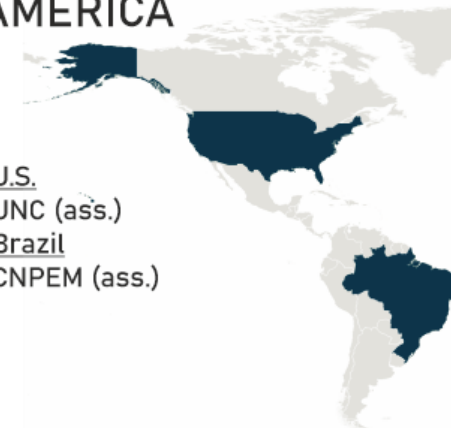 AMERICA
U.S.
UNC (ass.)
Brazil
CNPEM (ass.)